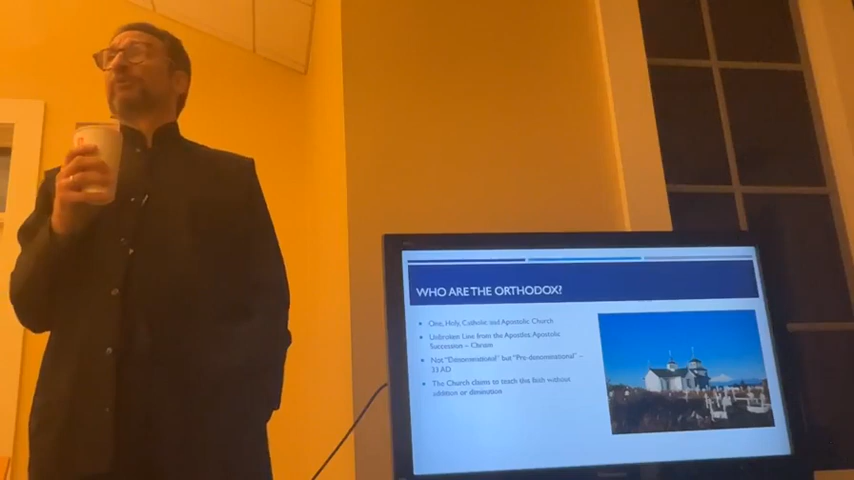 WHO ARE THE ORTHODOX?
• One, Holy, Catholic and Apostolic Church
• Unbroken Line from the Apostles: Apostolic
Succession – Chrism
• Not "Denominational" but "Pre-denominational" –
33 AD
• The Church claims to teach the faith without
addition or diminution